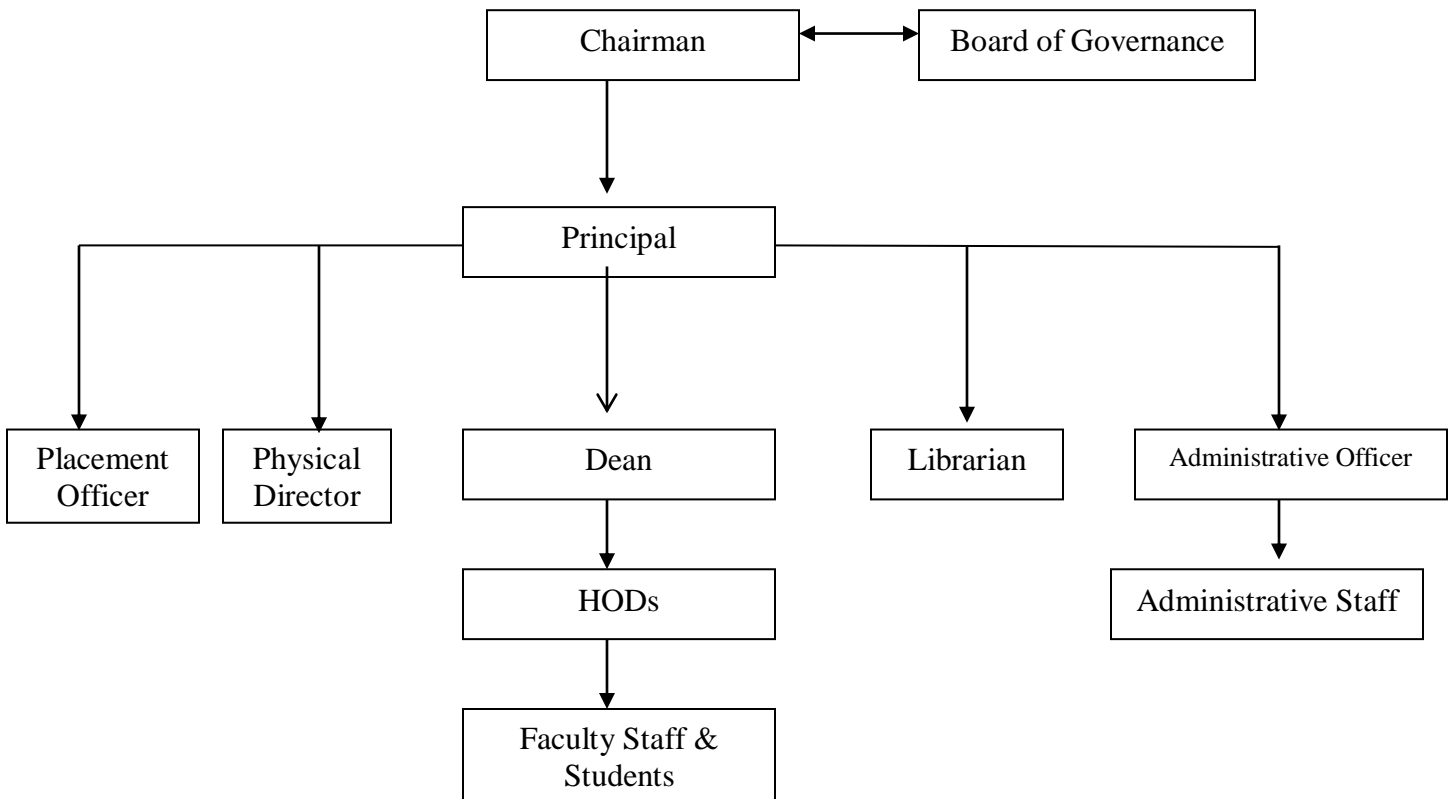 Chairman
Board of Governance
Principal
Placement
Officer
Physical
Director
Dean
Librarian
Administrative Officer
HODs
Administrative Staff
Faculty Staff &
Students